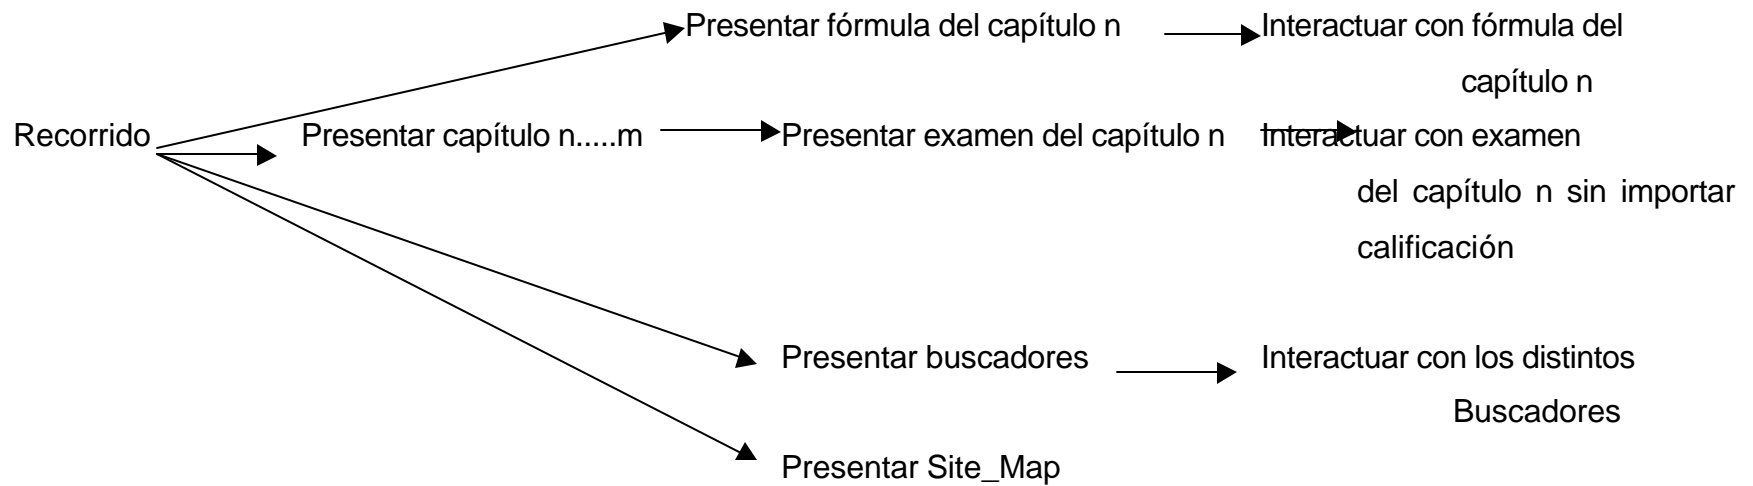 Presentar fórmula del capítulo n Interactuar con fórmula del
capítulo n
Recorrido Presentar capítulo n.....m Presentar examen del capítulo n Interactuar con examen
del capítulo n sin importar
calificación
Presentar buscadores Interactuar con los distintos
Buscadores
Presentar Site_Map